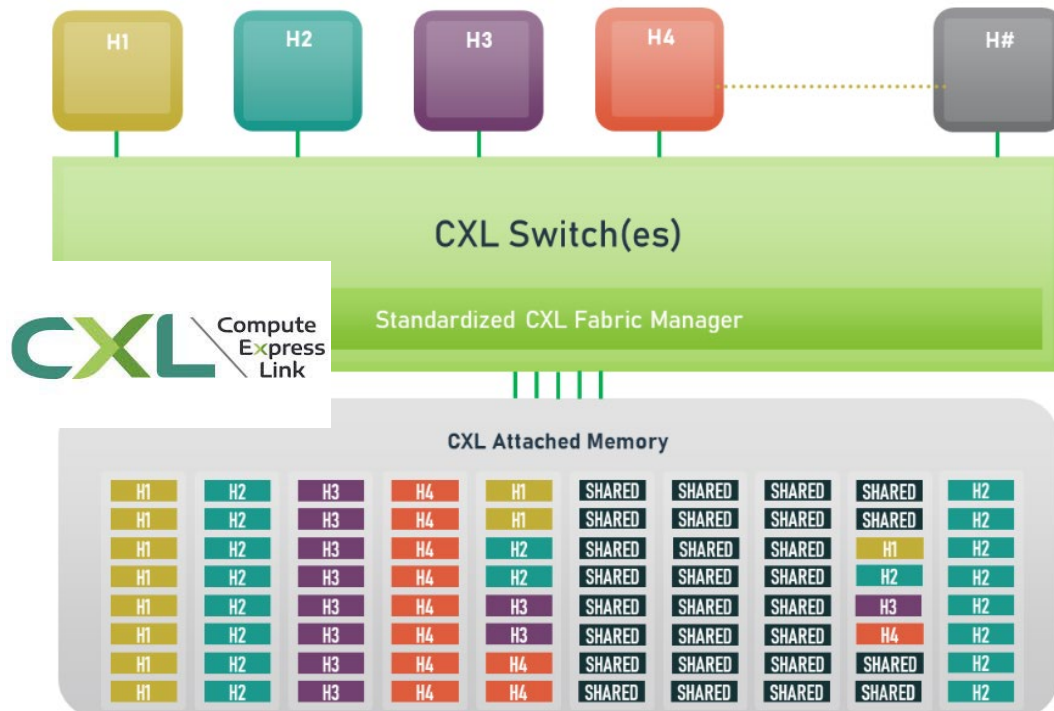 H1 H2 H3 H4 H#
CXL Switch(es)
Standardized CXL Fabric Manager
CXL
Compute
Express
Link
CXL Attached Memory
H1 H2 H3 H4 H1 SHARED SHARED SHARED SHARED H2
H1 H2 H3 H4 H1 SHARED SHARED SHARED SHARED H2
H1 H2 H3 H4 H2 SHARED SHARED SHARED H1 H2
H1 H2 H3 H4 H2 SHARED SHARED SHARED H2 H2
H1 H2 H3 H4 H3 SHARED SHARED SHARED H3 H2
H1 H2 H3 H4 H3 SHARED SHARED SHARED H4 H2
H1 H2 H3 H4 H4 SHARED SHARED SHARED SHARED H2
H1 H2 H3 H4 H4 SHARED SHARED SHARED SHARED H2